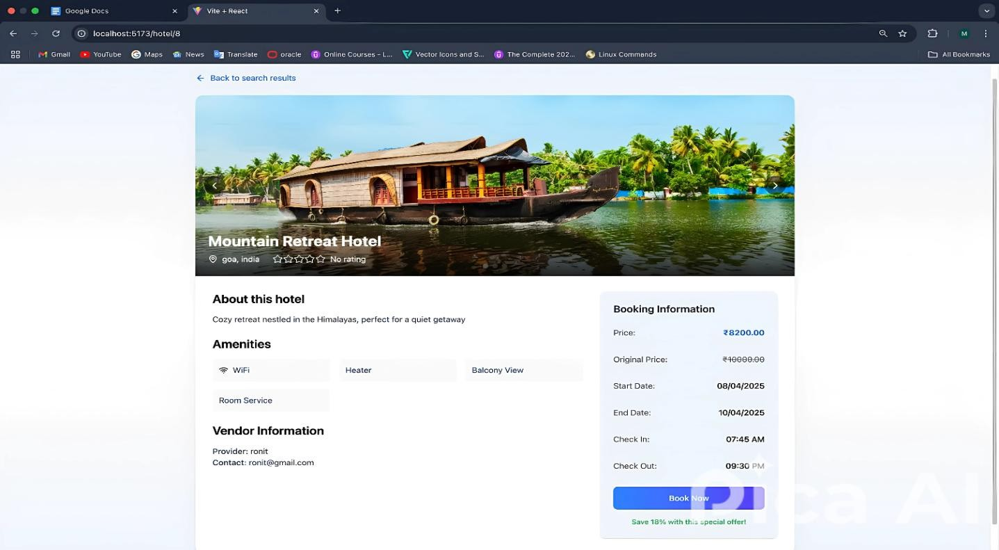 Google Docs
Vite + React
localhost:5173/hotel/8
M
Gmail
YouTube
Maps
News
Translate
oracle
Online Courses - L...
Vector Icons and S...
The Complete 202...
Linux Commands
All Bookmarks
Back to search results
Mountain Retreat Hotel
goa, india No rating
About this hotel
Cozy retreat nestled in the Himalayas, perfect for a quiet getaway
Amenities
WiFi
Heater
Balcony View
Room Service
Vendor Information
Provider: ronit
Contact: ronit@gmail.com
Booking Information
Price: ₹8200.00
Original Price: ₹10000.00
Start Date: 08/04/2025
End Date: 10/04/2025
Check In: 07:45 AM
Check Out: 09:30 PM
Book Now
Save 18% with this special offer!
Pica AI